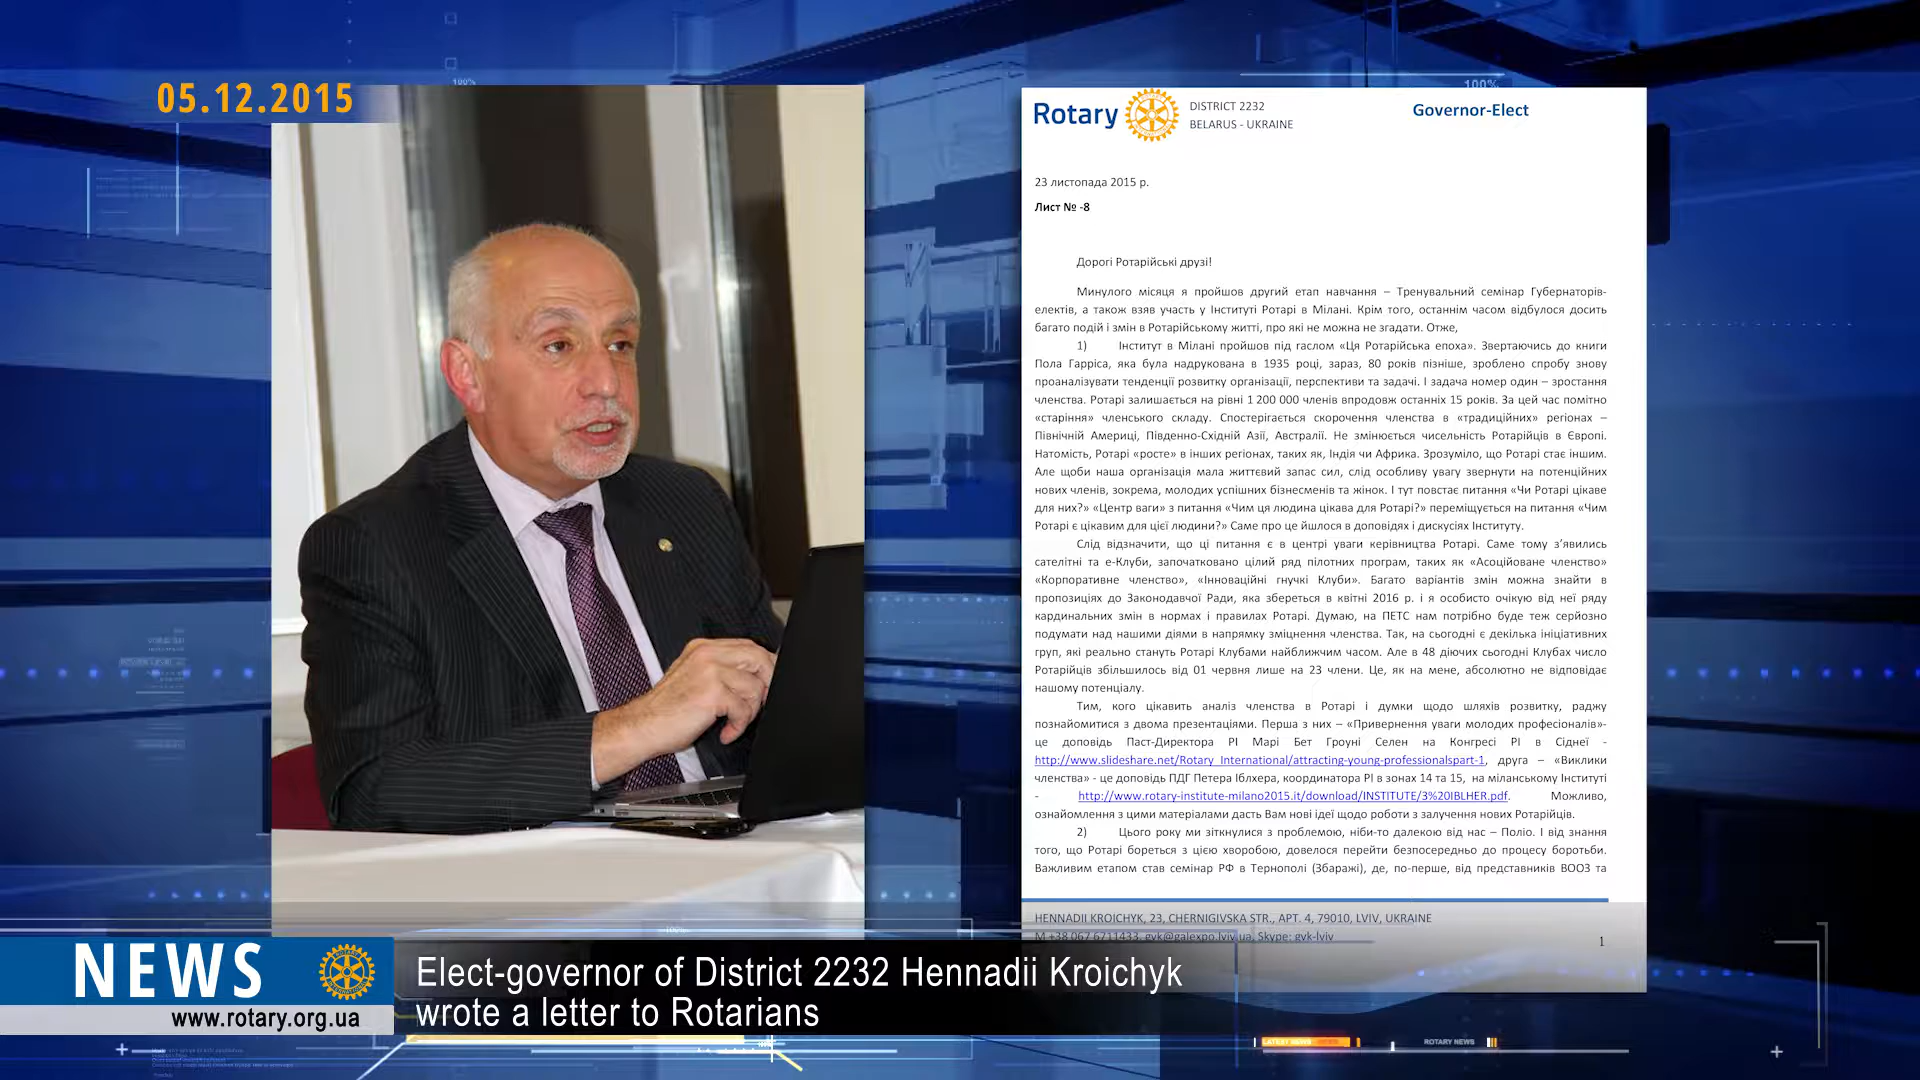 05.12.2015
100%
100%
Rotary
DISTRICT 2232
BELARUS - UKRAINE
Governor-Elect
23 листопада 2015 р.
Лист № -8
Дорогі Ротарійські друзі!
Минулого місяця я пройшов другий етап навчання – Тренувальний семінар Губернаторів-
електів, а також взяв участь у Інституті Ротарі в Мілані. Крім того, останнім часом відбулося досить
багато подій і змін в Ротарійському житті, про які не можна не згадати. Отже,
1) Інститут в Мілані пройшов під гаслом «Ця Ротарійська епоха». Звертаючись до книги
Пола Гарріса, яка була надрукована в 1935 році, зараз, 80 років пізніше, зроблено спробу знову
проаналізувати тенденції розвитку організації, перспективи та задачі. І задача номер один – зростання
членства. Ротарі залишається на рівні 1 200 000 членів впродовж останніх 15 років. За цей час помітно
«старіння» членського складу. Спостерігається скорочення членства в «традиційних» регіонах –
Північній Америці, Південно-Східній Азії, Австралії. Не змінюється чисельність Ротарійців в Європі.
Натомість, Ротарі «росте» в інших регіонах, таких як, Індія чи Африка. Зрозуміло, що Ротарі стає іншим.
Але щоби наша організація мала життєвий запас сил, слід особливу увагу звернути на потенційних
нових членів, зокрема, молодих успішних бізнесменів та жінок. І тут повстає питання «Чи Ротарі цікаве
для них?» «Центр ваги» з питання «Чим ця людина цікава для Ротарі?» переміщується на питання «Чим
Ротарі є цікавим для цієї людини?» Саме про це йшлося в доповідях і дискусіях Інституту.
Слід відзначити, що ці питання є в центрі уваги керівництва Ротарі. Саме тому з’явились
сателітні та е-Клуби, започатковано цілий ряд пілотних програм, таких як «Асоційоване членство»
«Корпоративне членство», «Інноваційні гнучкі Клуби». Багато варіантів змін можна знайти в
пропозиціях до Законодавчої Ради, яка збереться в квітні 2016 р. і я особисто очікую від неї ряду
кардинальних змін в нормах і правилах Ротарі. Думаю, на ПЕТС нам потрібно буде теж серйозно
подумати над нашими діями в напрямку зміцнення членства. Так, на сьогодні є декілька ініціативних
груп, які реально стануть Ротарі Клубами найближчим часом. Але в 48 діючих сьогодні Клубах число
Ротарійців збільшилось від 01 червня лише на 23 члени. Це, як на мене, абсолютно не відповідає
нашому потенціалу.
Тим, кого цікавить аналіз членства в Ротарі і думки щодо шляхів розвитку, раджу
познайомитися з двома презентаціями. Перша з них – «Привернення уваги молодих професіоналів»-
це доповідь Паст-Директора РІ Марі Бет Гроуні Селен на Конгресі РІ в Сіднеї -
http://www.slideshare.net/Rotary_International/attracting-young-professionalspart-1, друга – «Виклики
членства» - це доповідь ПДГ Петера Іблхера, координатора РІ в зонах 14 та 15, на міланському Інституті
- http://www.rotary-institute-milano2015.it/download/INSTITUTE/3%20IBLHER.pdf. Можливо,
ознайомлення з цими матеріалами дасть Вам нові ідеї щодо роботи з залучення нових Ротарійців.
2) Цього року ми зіткнулися з проблемою, ніби-то далекою від нас – Поліо. І від знання
того, що Ротарі бореться з цією хворобою, довелося перейти безпосередньо до процесу боротьби.
Важливим етапом став семінар РФ в Тернополі (Збаражі), де, по-перше, від представників ВООЗ та
HENNADII KROICHYK, 23, CHERNIGIVSKA STR., APT. 4, 79010, LVIV, UKRAINE
M +38 067 6711433, gvk@galexpo.lviv.ua, Skype: gvk-lviv
1
NEWS
www.rotary.org.ua
Elect-governor of District 2232 Hennadii Kroichyk
wrote a letter to Rotarians
100%
LATEST NEWS
NEWS
ROTARY NEWS